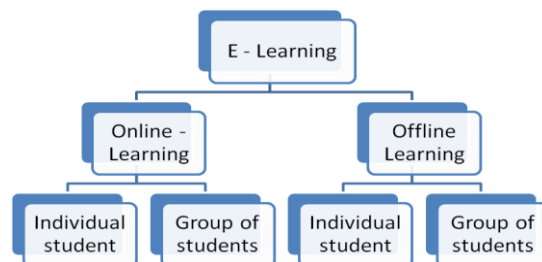 E - Learning
Online -
Learning
Offline
Learning
Individual
student
Group of
students
Individual
student
Group of
students